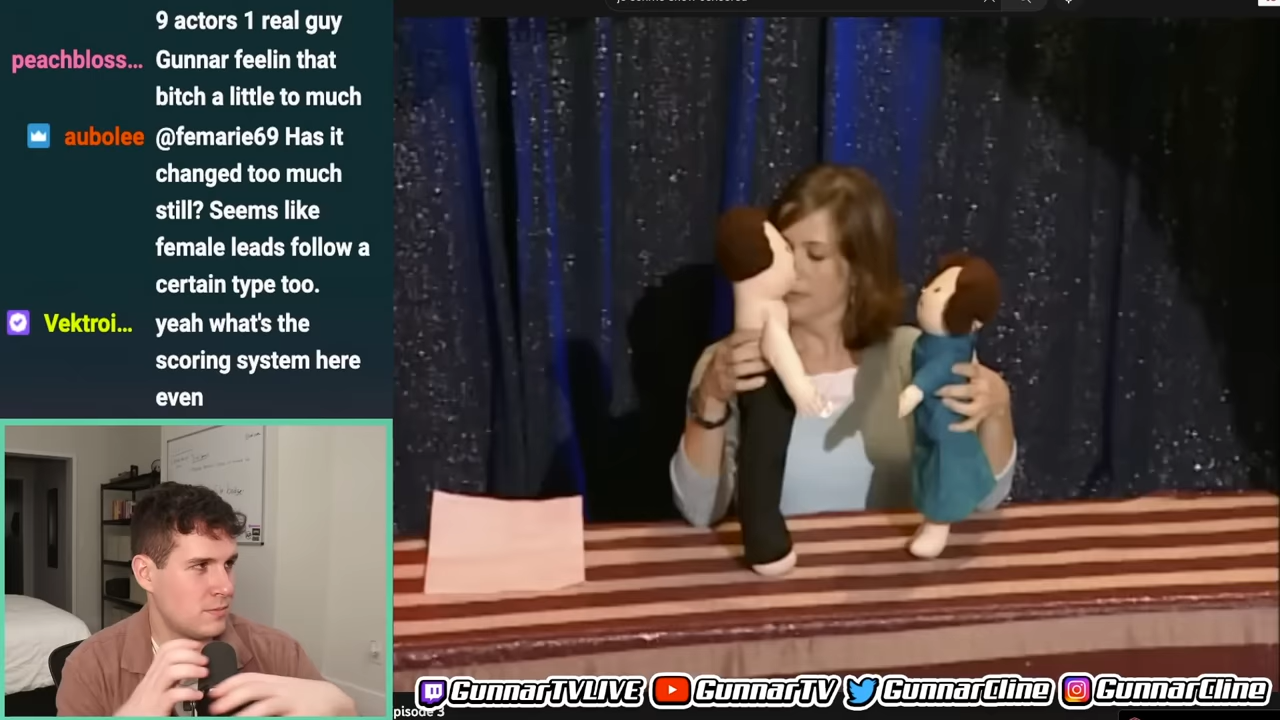 9 actors 1 real guy
peachbloss… Gunnar feelin that
bitch a little to much
aubolee @femarie69 Has it
changed too much
still? Seems like
female leads follow a
certain type too.
Vektroi… yeah what's the
scoring system here
even
GunnarTVLIVE GunnarTV GunnarCline GunnarCline
pisode 3